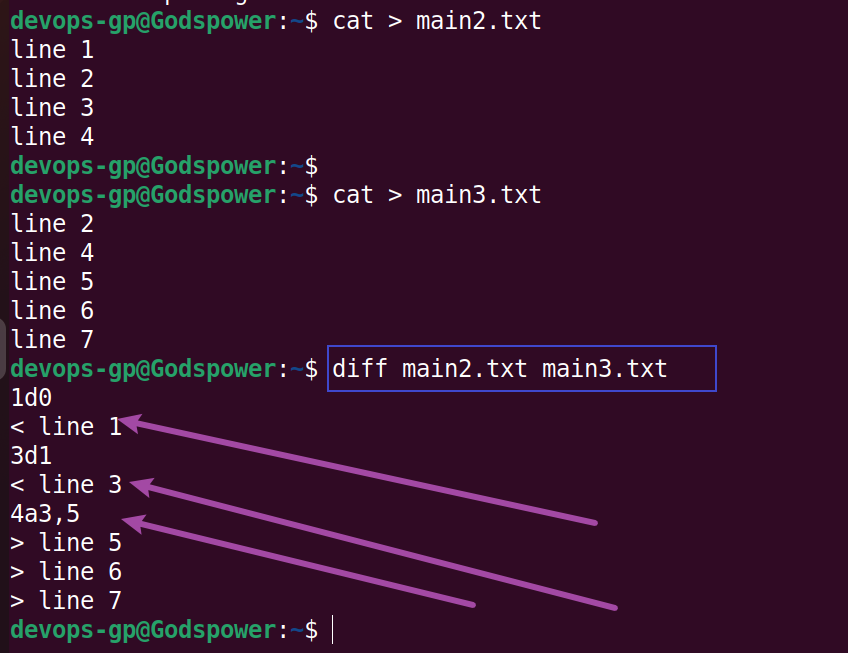 devops-gp@Godspower:~$ cat > main2.txt
line 1
line 2
line 3
line 4
devops-gp@Godspower:~$
devops-gp@Godspower:~$ cat > main3.txt
line 2
line 4
line 5
line 6
line 7
devops-gp@Godspower:~$ diff main2.txt main3.txt
1d0
< line 1
3d1
< line 3
4a3,5
> line 5
> line 6
> line 7
devops-gp@Godspower:~$